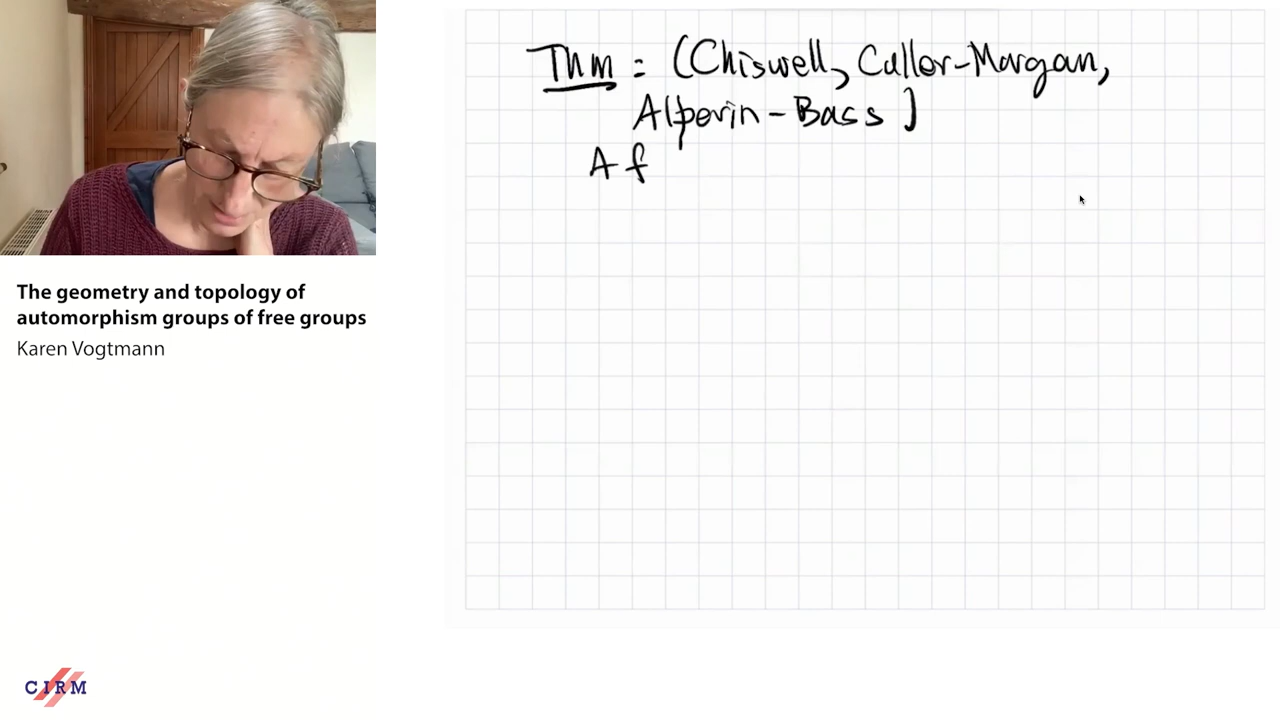 Thm : (Chiswell, Culler-Morgan,
Alperin-Bass)
A f
The geometry and topology of
automorphism groups of free groups
Karen Vogtmann
CIRM